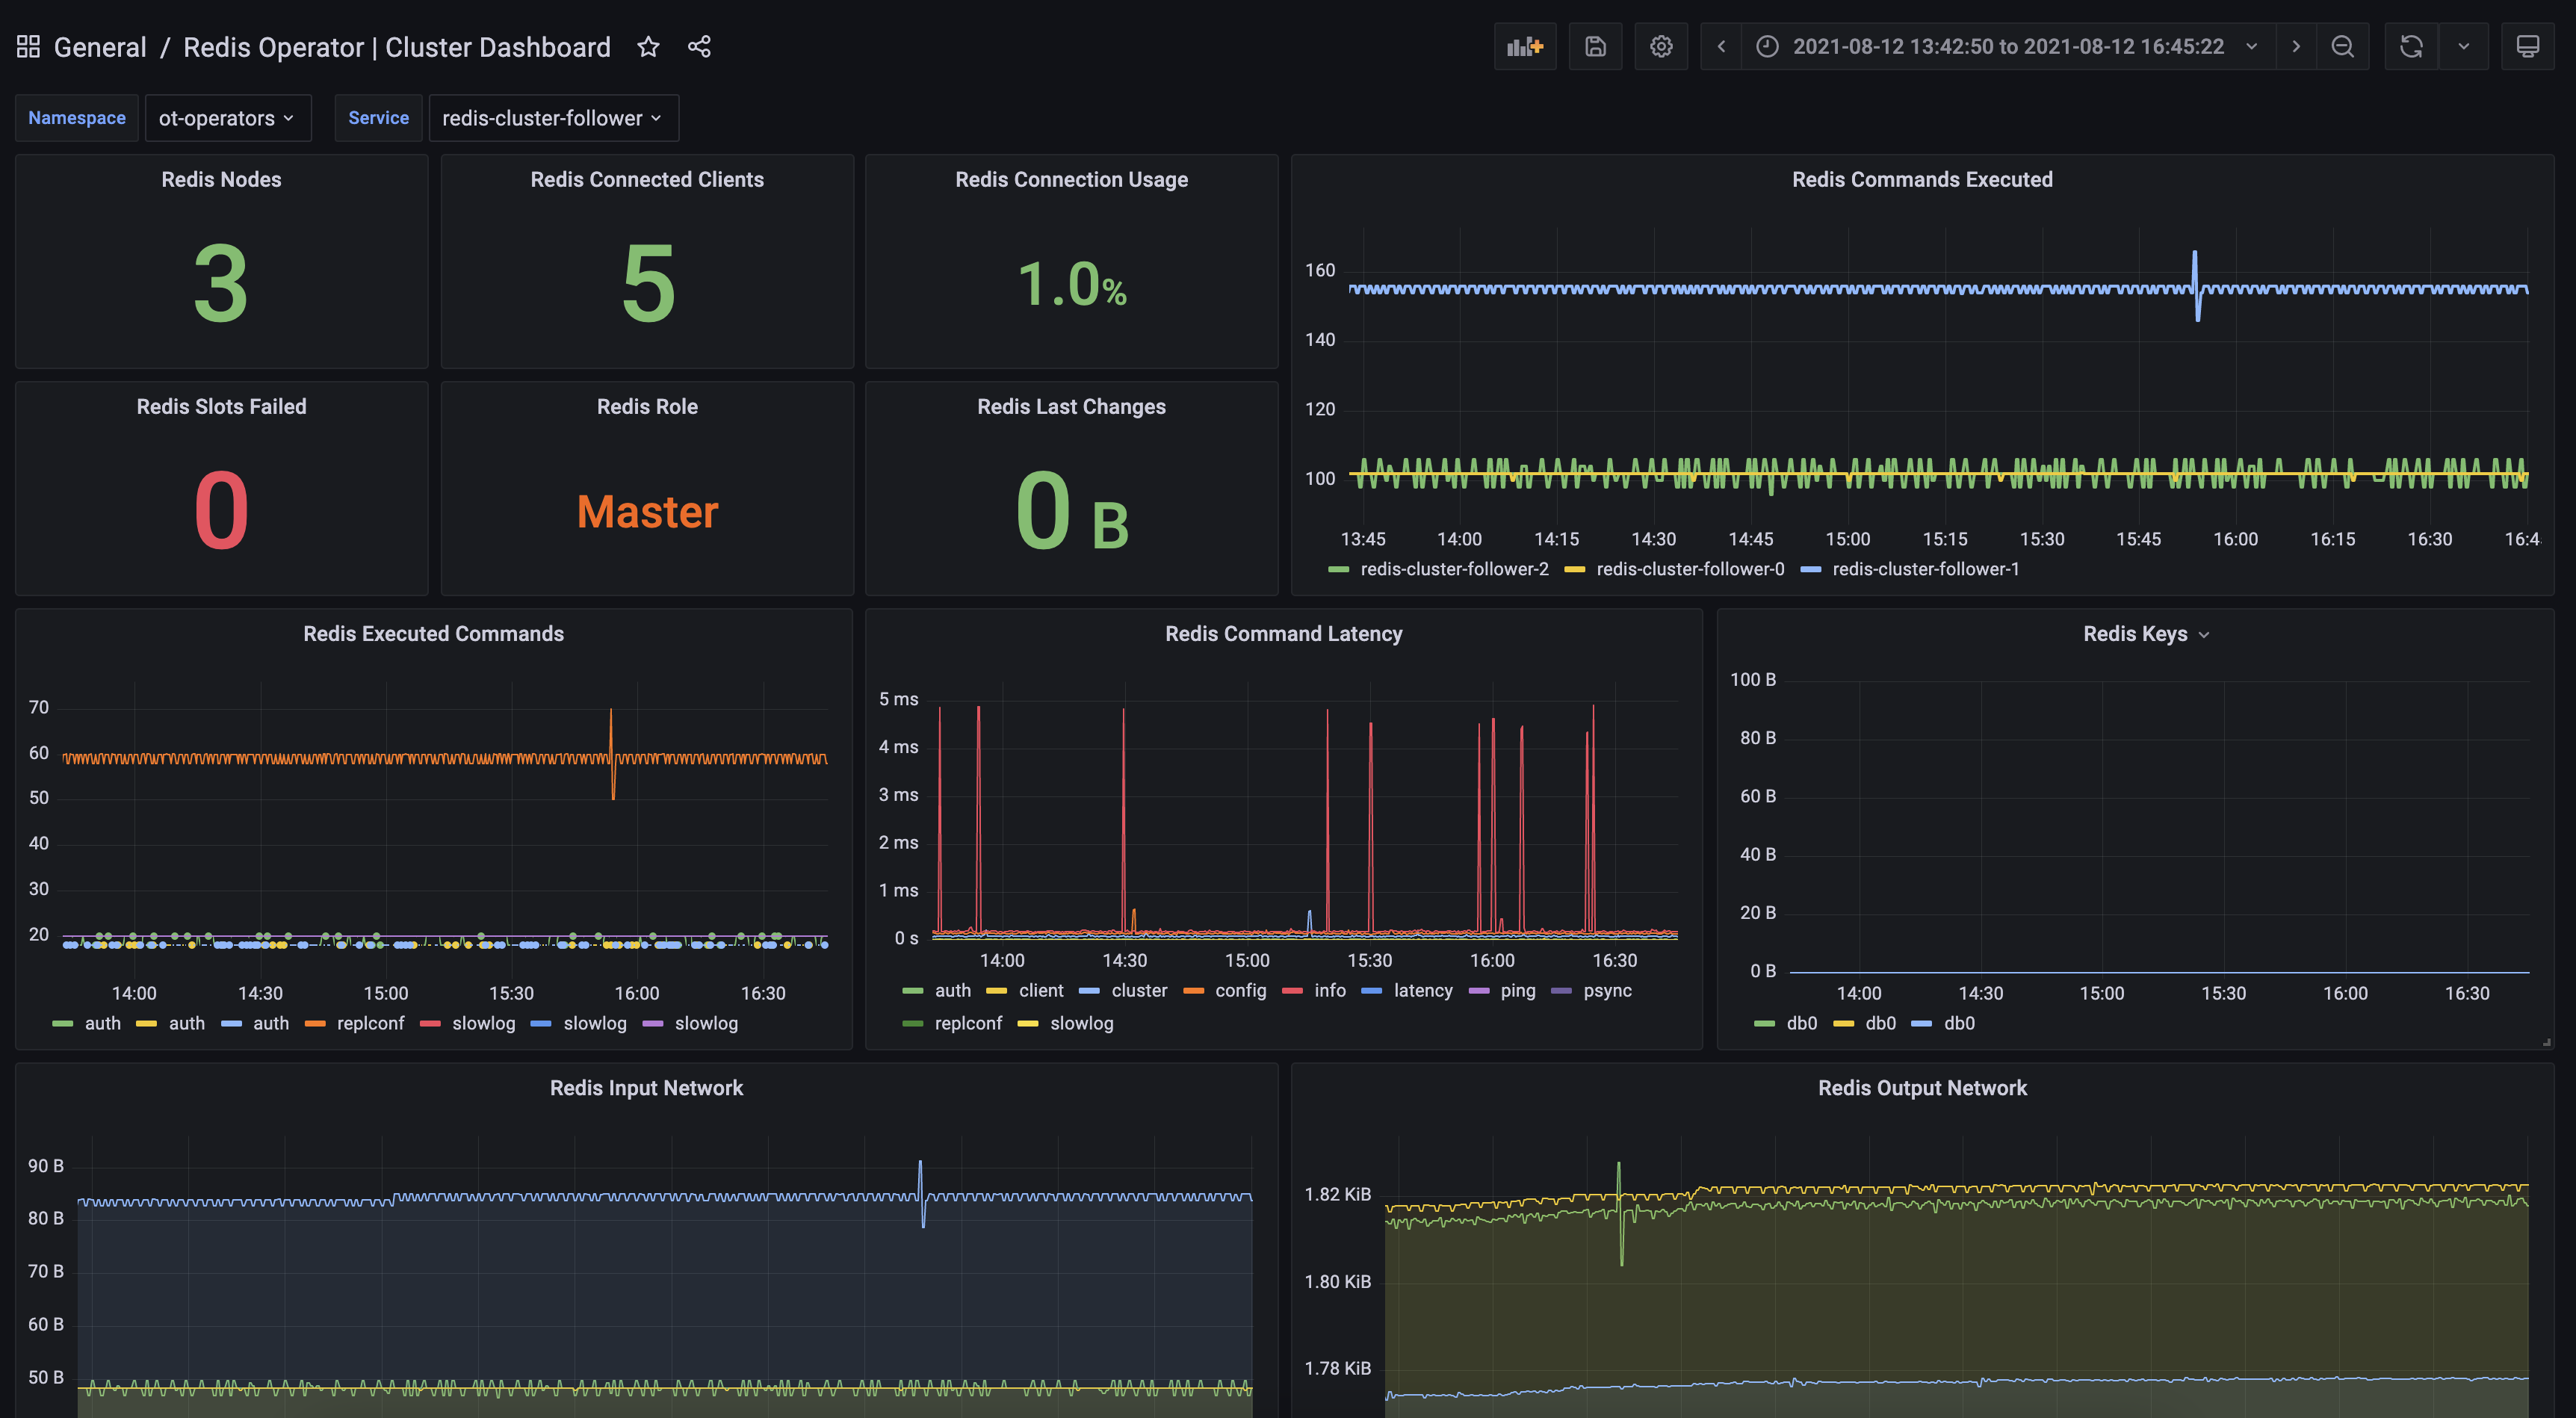 General / Redis Operator | Cluster Dashboard
2021-08-12 13:42:50 to 2021-08-12 16:45:22
Namespace ot-operators Service redis-cluster-follower
Redis Nodes
3
Redis Connected Clients
5
Redis Connection Usage
1.0%
Redis Slots Failed
0
Redis Role
Master
Redis Last Changes
0 B
Redis Commands Executed
160
140
120
100
13:45 14:00 14:15 14:30 14:45 15:00 15:15 15:30 15:45 16:00 16:15 16:30 16:4
redis-cluster-follower-2 redis-cluster-follower-0 redis-cluster-follower-1
Redis Executed Commands
70
60
50
40
30
20
14:00 14:30 15:00 15:30 16:00 16:30
auth auth auth replconf slowlog slowlog slowlog
Redis Command Latency
5 ms
4 ms
3 ms
2 ms
1 ms
0 s
14:00 14:30 15:00 15:30 16:00 16:30
auth client cluster config info latency ping psync
replconf slowlog
Redis Keys
100 B
80 B
60 B
40 B
20 B
0 B
14:00 14:30 15:00 15:30 16:00 16:30
db0 db0 db0
Redis Input Network
90 B
80 B
70 B
60 B
50 B
Redis Output Network
1.82 KiB
1.80 KiB
1.78 KiB